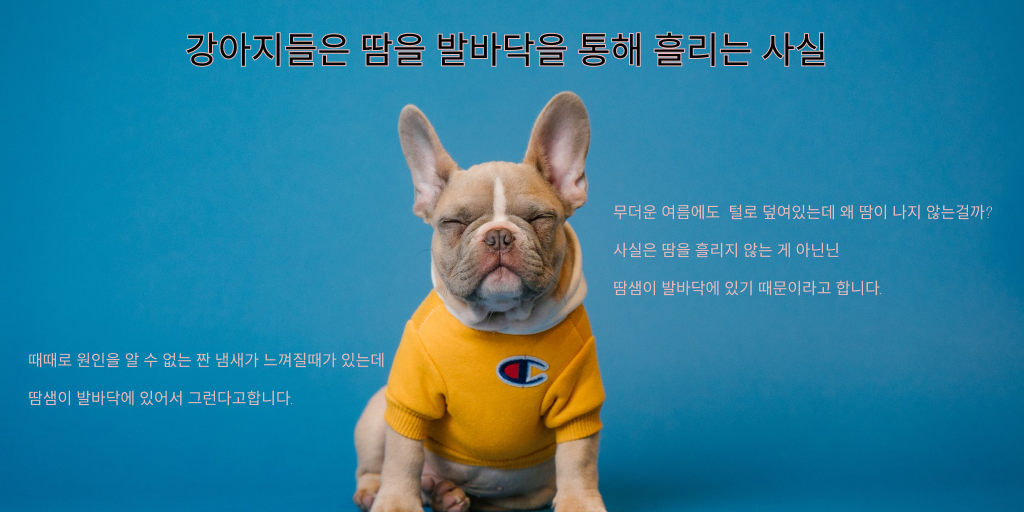 강아지들은 땀을 발바닥을 통해 흘리는 사실
무더운 여름에도 털로 덮여있는데 왜 땀이 나지 않는걸까?
사실은 땀을 흘리지 않는 게 아닌닌
땀샘이 발바닥에 있기 때문이라고 합니다.
때때로 원인을 알 수 없는 짠 냄새가 느껴질때가 있는데
땀샘이 발바닥에 있어서 그런다고합니다.